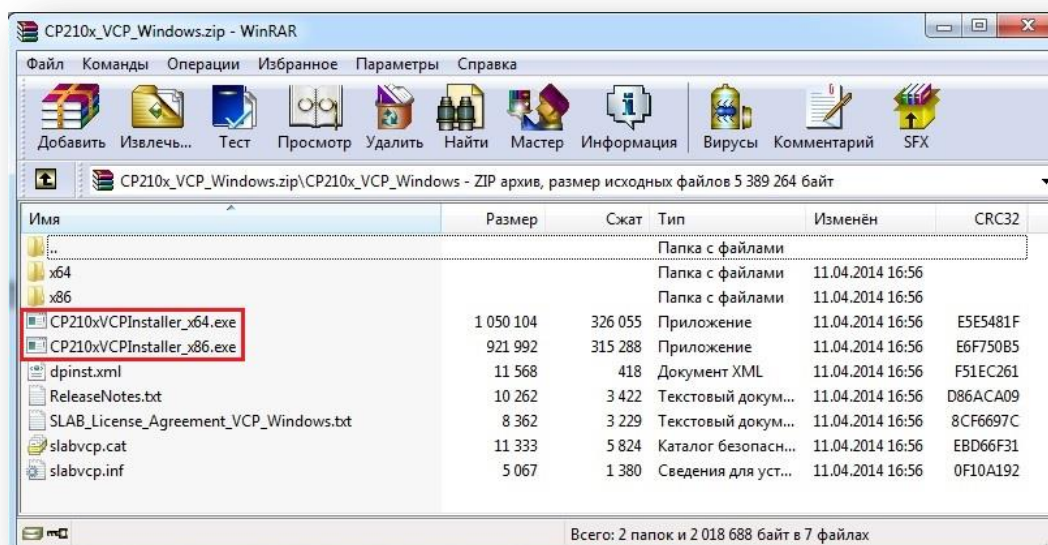 CP210x_VCP_Windows.zip - WinRAR
Файл Команды Операции Избранное Параметры Справка
Добавить Извлечь... Тест Просмотр Удалить Найти Мастер Информация Вирусы Комментарий SFX
CP210x_VCP_Windows.zip\CP210x_VCP_Windows - ZIP архив, размер исходных файлов 5 389 264 байт
Имя Размер Сжат Тип Изменён CRC32
.. Папка с файлами
x64 Папка с файлами 11.04.2014 16:56
x86 Папка с файлами 11.04.2014 16:56
CP210xVCPInstaller_x64.exe 1 050 104 326 055 Приложение 11.04.2014 16:56 E5E5481F
CP210xVCPInstaller_x86.exe 921 992 315 288 Приложение 11.04.2014 16:56 E6F750B5
dpinst.xml 11 568 418 Документ XML 11.04.2014 16:56 F51EC261
ReleaseNotes.txt 10 262 3 422 Текстовый докум... 11.04.2014 16:56 D86ACA09
SLAB_License_Agreement_VCP_Windows.txt 8 362 3 229 Текстовый докум... 11.04.2014 16:56 8CF6697C
slabvcp.cat 11 333 5 824 Каталог безопасн... 11.04.2014 16:56 EBD66F31
slabvcp.inf 5 067 1 380 Сведения для уст... 11.04.2014 16:56 0F10A192
Всего: 2 папок и 2 018 688 байт в 7 файлах